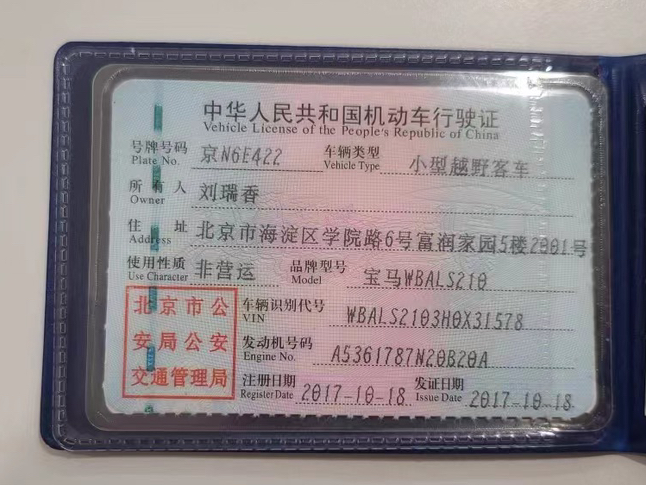 中华人民共和国机动车行驶证
Vehicle License of the People's Republic of China
号牌号码 京N6E422 车辆类型 小型越野客车
Plate No. Vehicle Type
所有人 刘瑞香
Owner
住址 北京市海淀区学院路6号富润家园5楼2001号
Address
使用性质 非营运 品牌型号 宝马WBALS210
Use Character Model
北京市公
安局公安
交通管理局
车辆识别代号 WBALS2103H0X31578
VIN
发动机号码 A5361787N20B20A
Engine No.
注册日期 2017-10-18 发证日期 2017-10-18
Register Date Issue Date